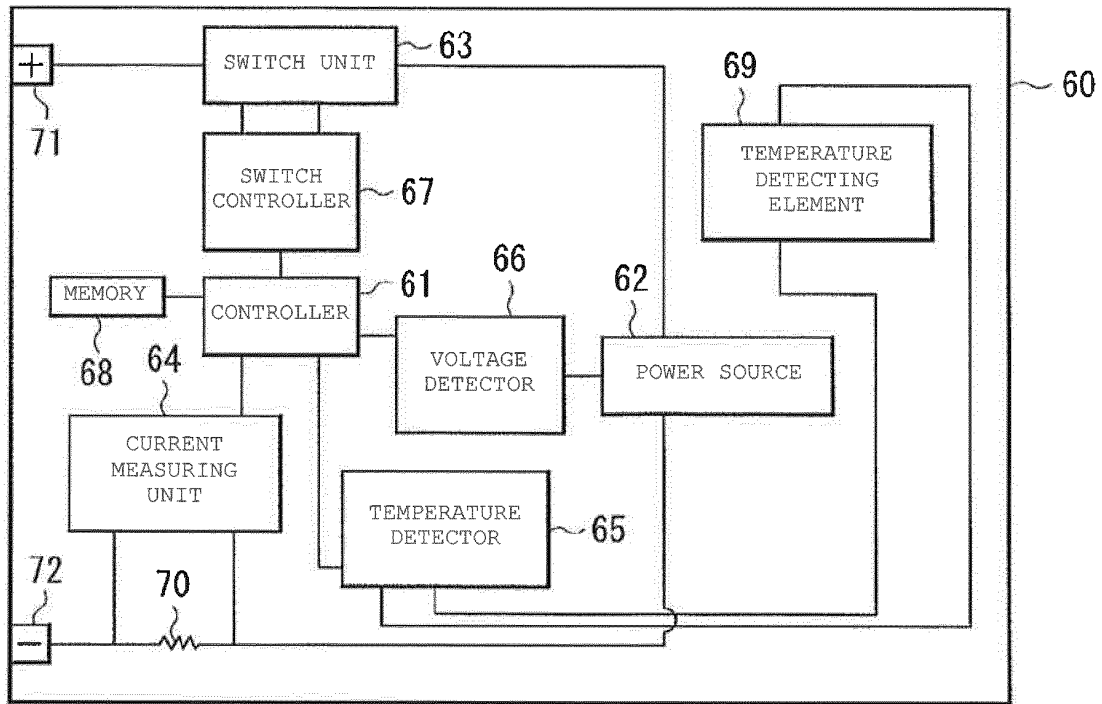 63
SWITCH UNIT
+
71
69
60
TEMPERATURE
DETECTING
ELEMENT
SWITCH
CONTROLLER
67
66
62
61
MEMORY
68
CONTROLLER
64
VOLTAGE
DETECTOR
POWER SOURCE
CURRENT
MEASURING
UNIT
TEMPERATURE
DETECTOR
65
72
70
−